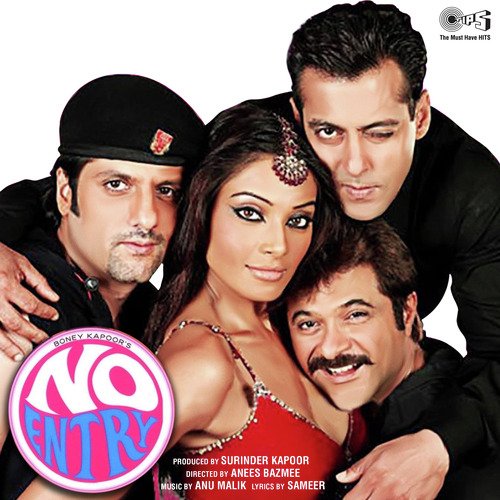 TIPS
The Must Have HITS
BONEY KAPOOR'S
NO
ENTRY
PRODUCED BY SURINDER KAPOOR
DIRECTED BY ANEES BAZMEE
MUSIC BY ANU MALIK LYRICS BY SAMEER